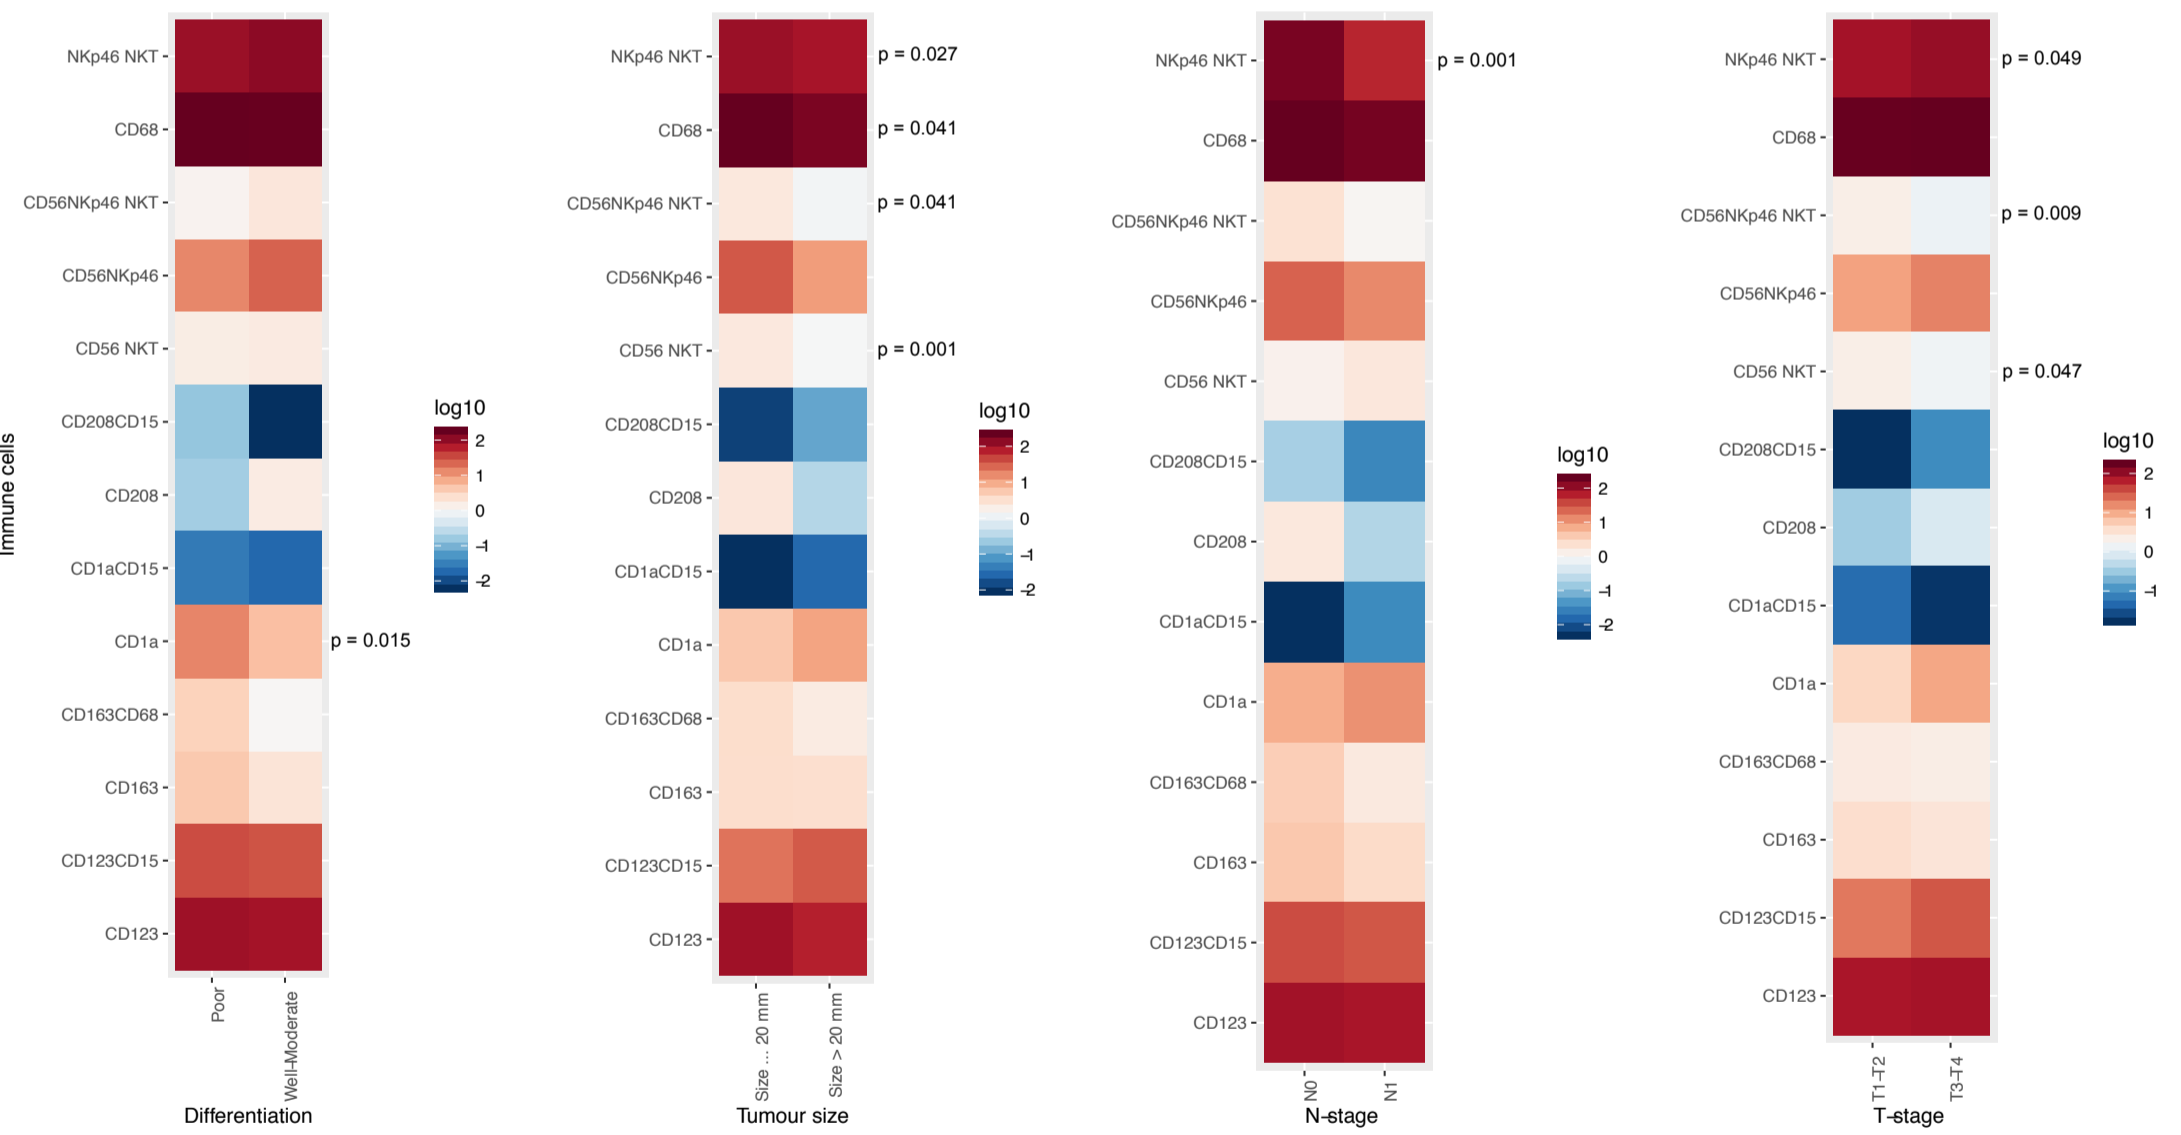 Immune cells
NKp46 NKT
CD68
CD56NKp46 NKT
CD56NKp46
CD56 NKT
CD208CD15
CD208
CD1aCD15
CD1a
CD163CD68
CD163
CD123CD15
CD123
p = 0.015
Poor
Well-Moderate
Differentiation
log10
2
1
0
-1
-2
NKp46 NKT
CD68
CD56NKp46 NKT
CD56NKp46
CD56 NKT
CD208CD15
CD208
CD1aCD15
CD1a
CD163CD68
CD163
CD123CD15
CD123
p = 0.027
p = 0.041
p = 0.041
p = 0.001
Size ... 20 mm
Size > 20 mm
Tumour size
log10
2
1
0
-1
-2
NKp46 NKT
CD68
CD56NKp46 NKT
CD56NKp46
CD56 NKT
CD208CD15
CD208
CD1aCD15
CD1a
CD163CD68
CD163
CD123CD15
CD123
p = 0.001
N0
N1
N-stage
log10
2
1
0
-1
-2
NKp46 NKT
CD68
CD56NKp46 NKT
CD56NKp46
CD56 NKT
CD208CD15
CD208
CD1aCD15
CD1a
CD163CD68
CD163
CD123CD15
CD123
p = 0.049
p = 0.009
p = 0.047
T1-T2
T3-T4
T-stage
log10
2
1
0
-1